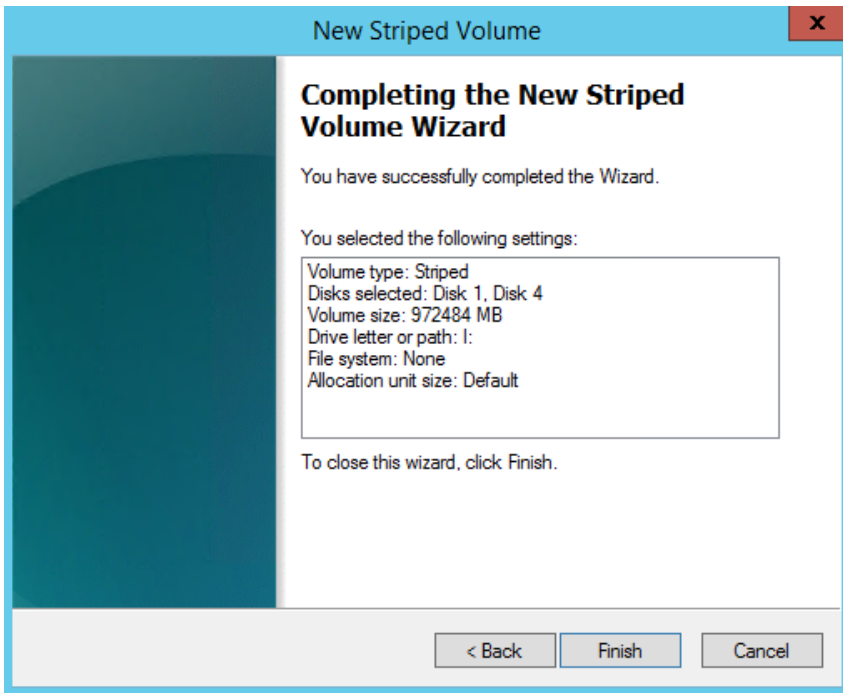 New Striped Volume
x
Completing the New Striped
Volume Wizard
You have successfully completed the Wizard.
You selected the following settings:
Volume type: Striped
Disks selected: Disk 1, Disk 4
Volume size: 972484 MB
Drive letter or path: I:
File system: None
Allocation unit size: Default
To close this wizard, click Finish.
< Back
Finish
Cancel